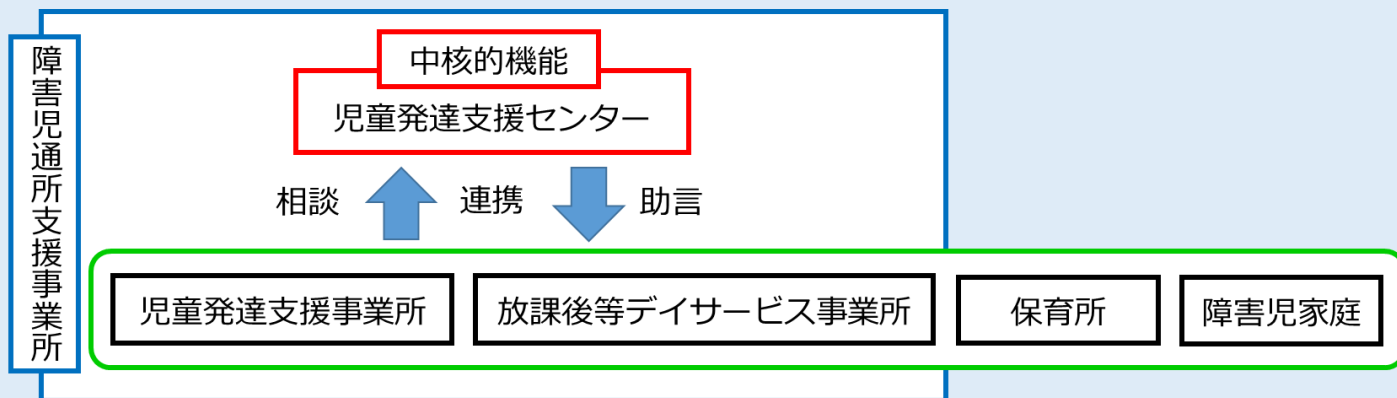 障害児通所支援事業所
中核的機能
児童発達支援センター
相談
連携
助言
児童発達支援事業所
放課後等デイサービス事業所
保育所
障害児家庭